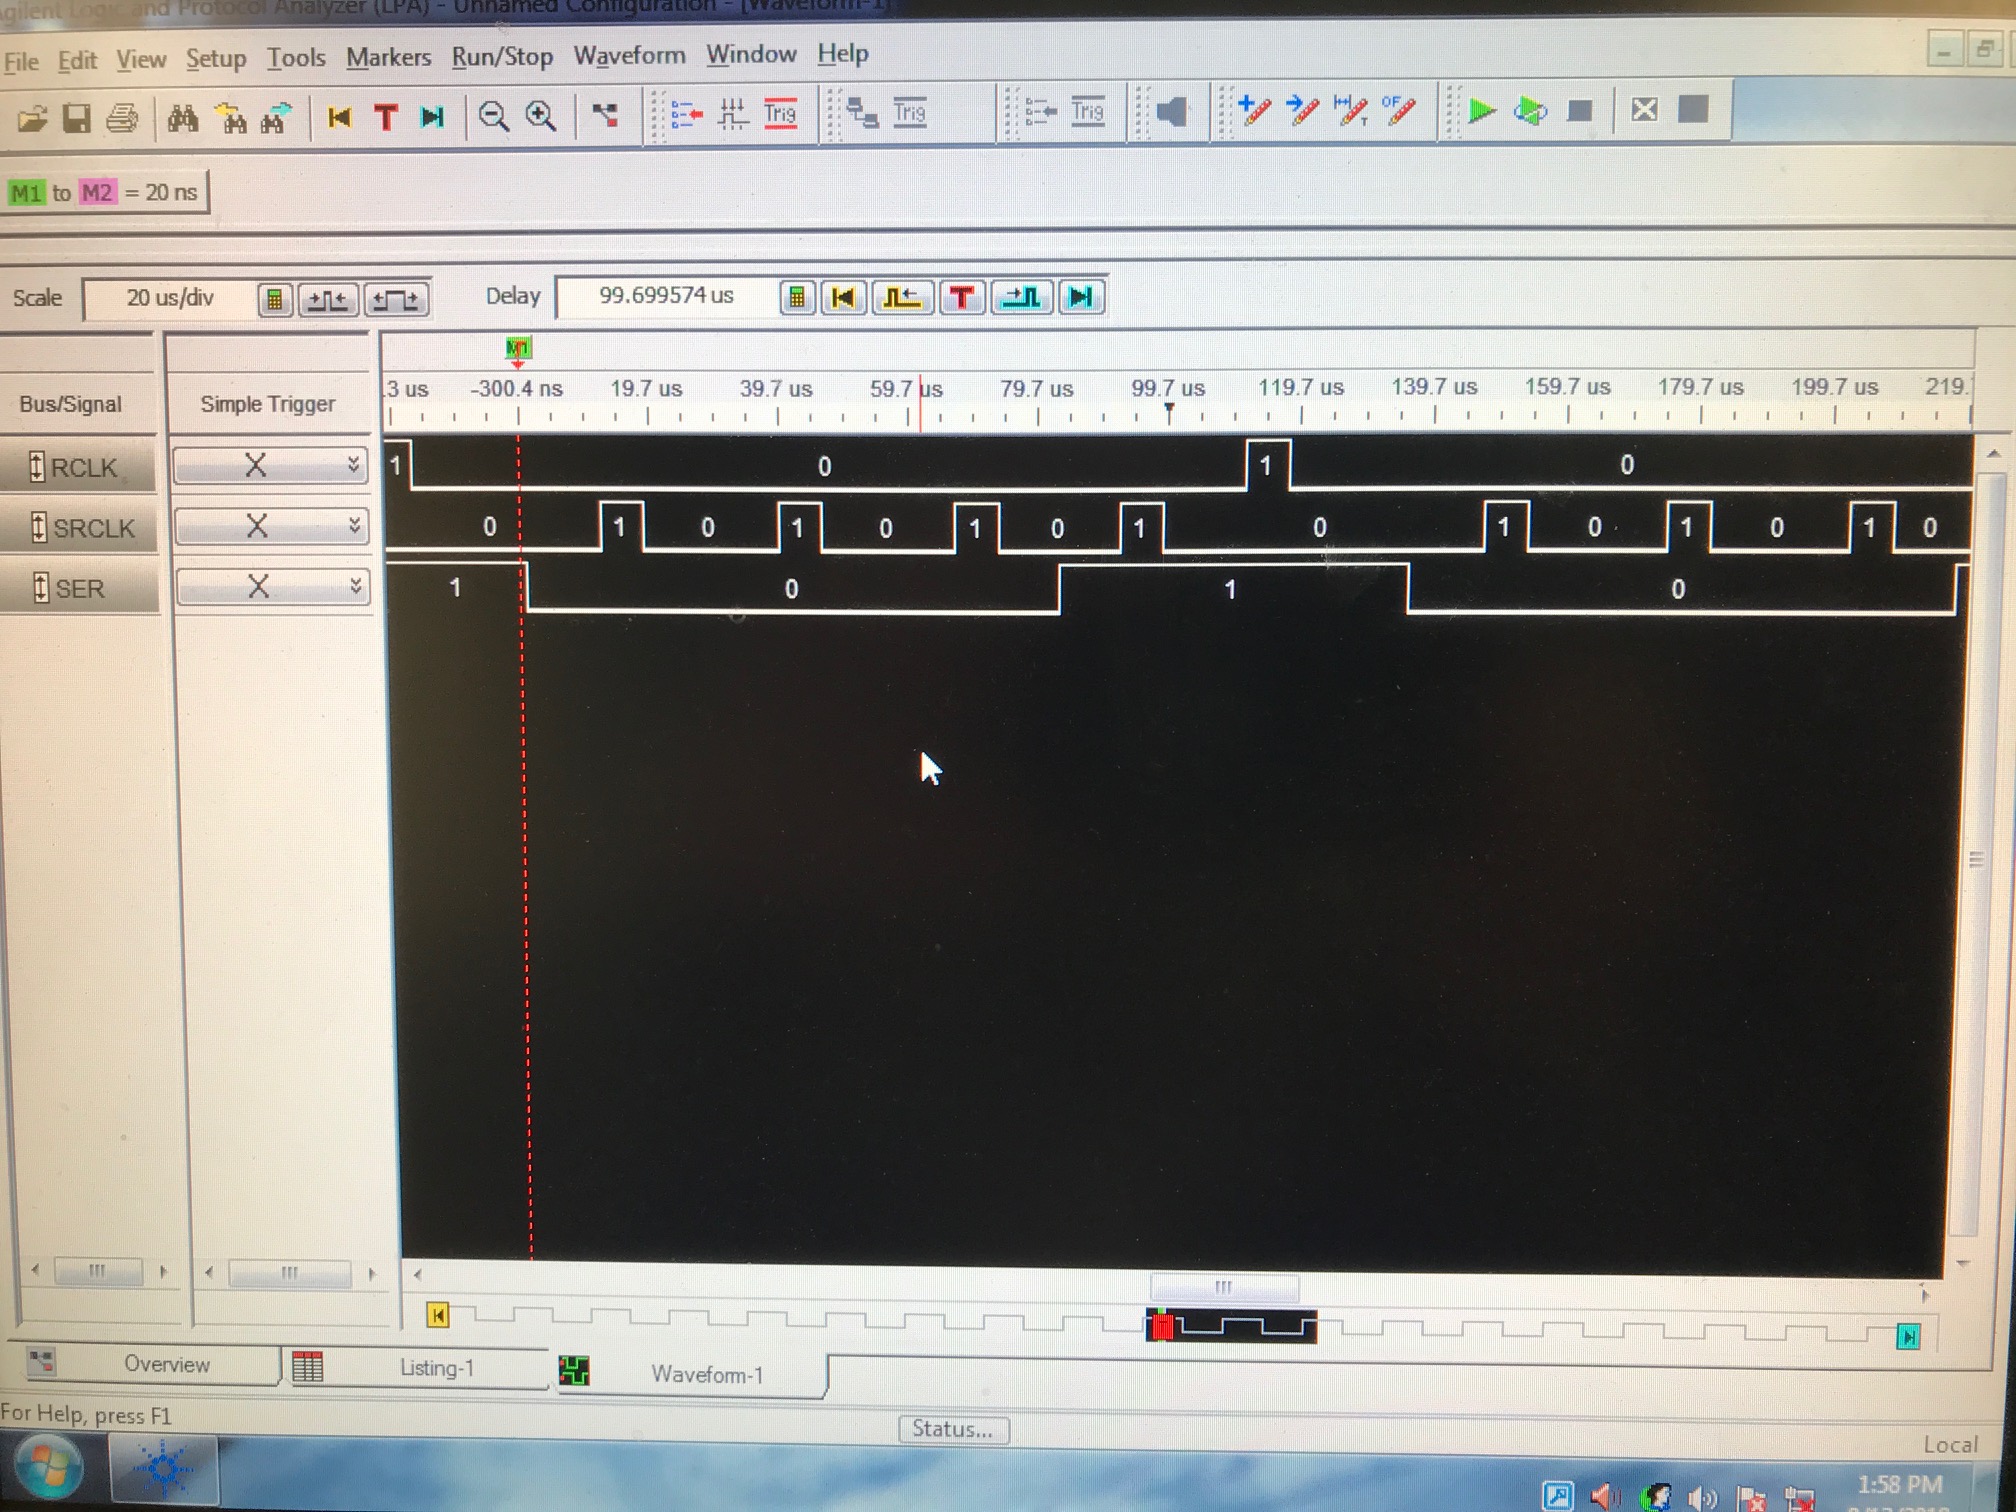 Agilent Logic and Protocol Analyzer (LPA) - Unnamed Configuration - [Waveform-1]
File Edit View Setup Tools Markers Run/Stop Waveform Window Help
T Trig Trig Trig T OF
M1 to M2 = 20 ns
Scale 20 us/div Delay 99.699574 us T
M1
Bus/Signal Simple Trigger .3 us -300.4 ns 19.7 us 39.7 us 59.7 us 79.7 us 99.7 us 119.7 us 139.7 us 159.7 us 179.7 us 199.7 us 219.
RCLK X 1 0 1 0
SRCLK X 0 1 0 1 0 1 0 1 0 1 0 1 0 1 0
SER X 1 0 1 0
Overview Listing-1 Waveform-1
For Help, press F1
Status...
Local
1:58 PM